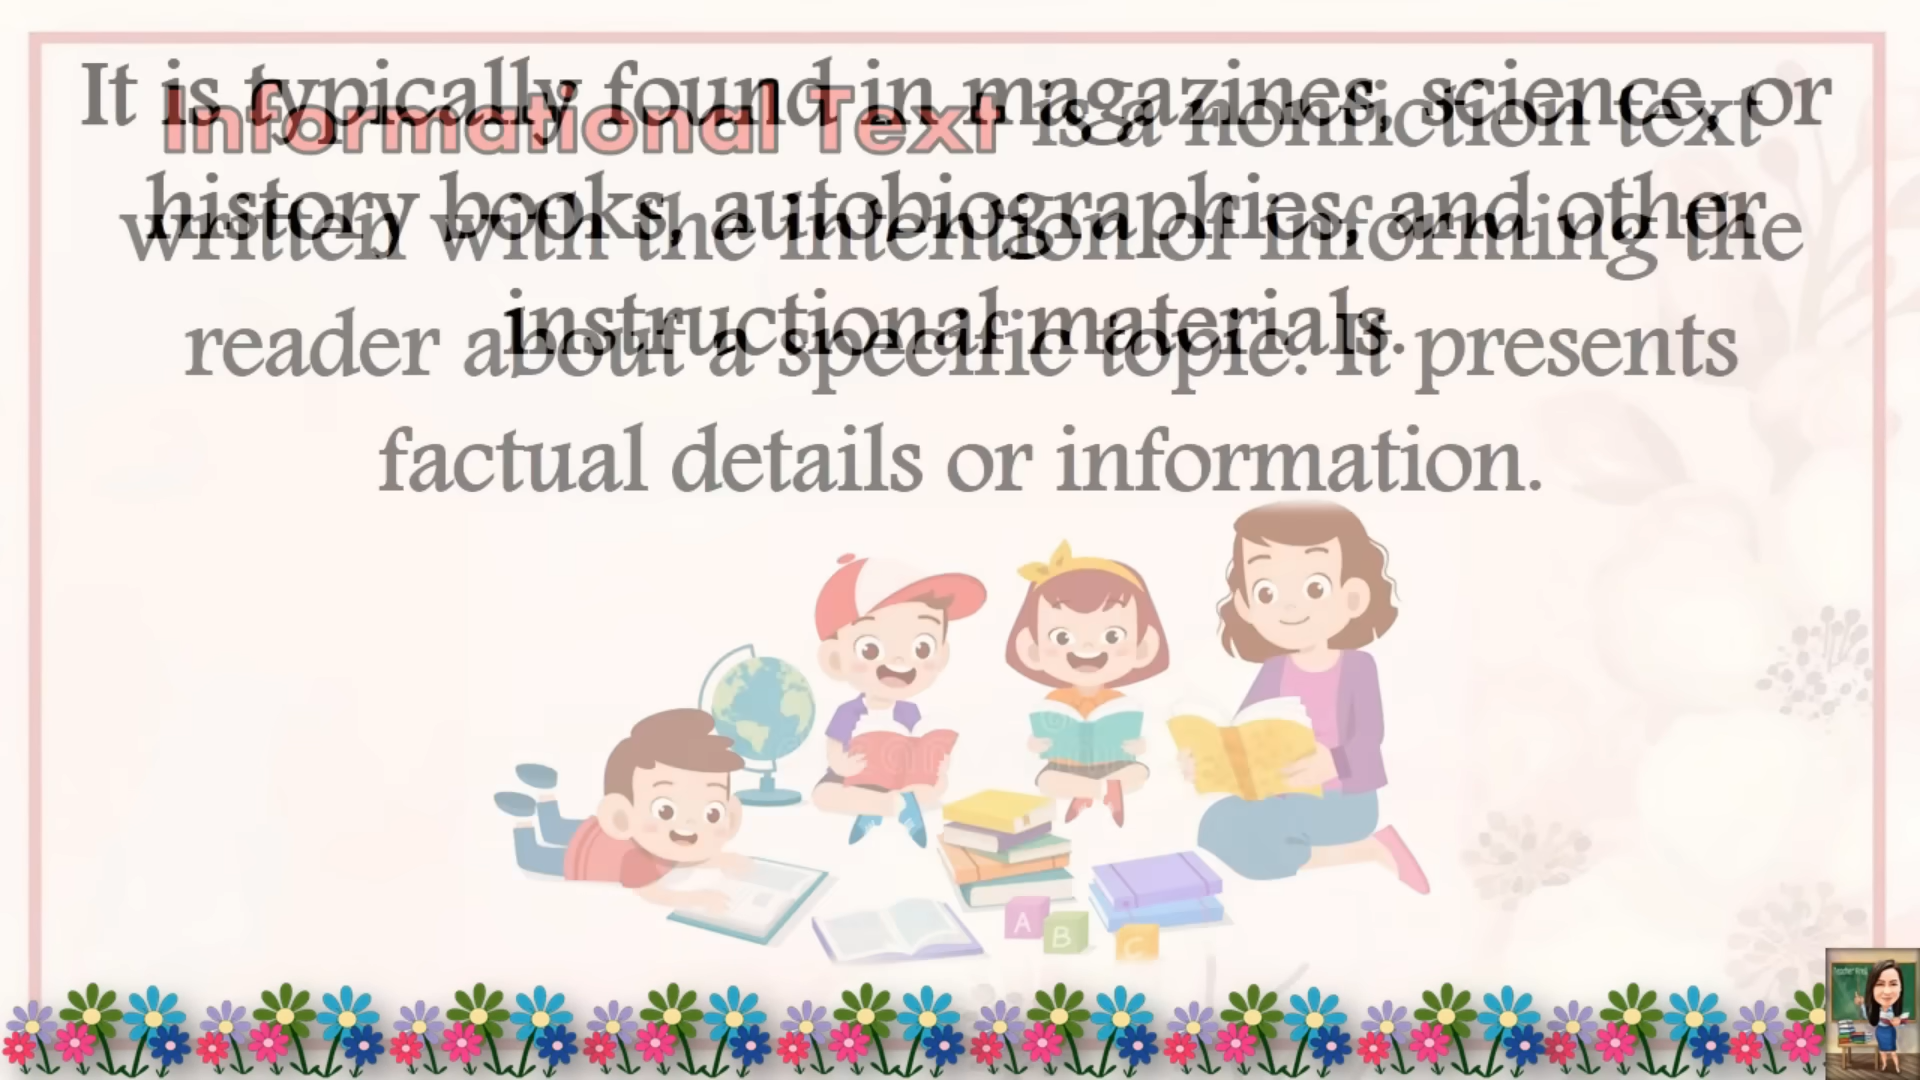 Informational Text is a nonfiction text
written with the intention of informing the
reader about a specific topic. It presents
factual details or information.
It is typically found in magazines, science, or
history books, autobiographies, and other
instructional materials.
A
B
C